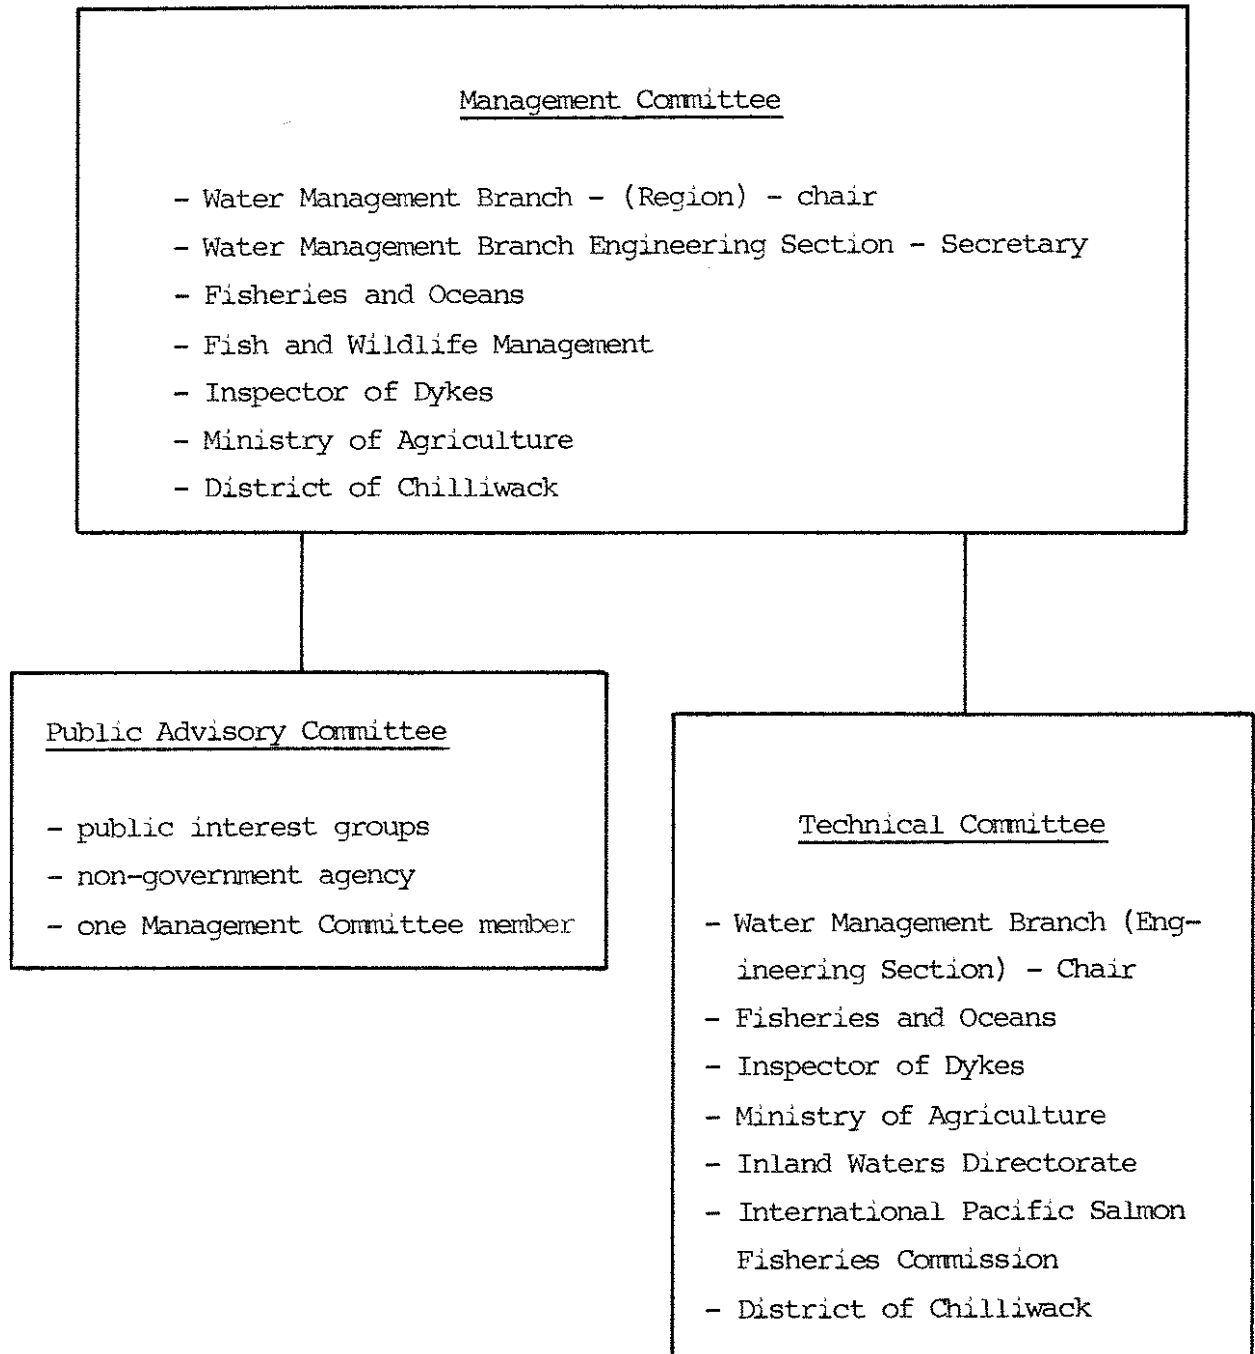 Management Committee
- Water Management Branch - (Region) - chair
- Water Management Branch Engineering Section - Secretary
- Fisheries and Oceans
- Fish and Wildlife Management
- Inspector of Dykes
- Ministry of Agriculture
- District of Chilliwack
Public Advisory Committee
- public interest groups
- non-government agency
- one Management Committee member
Technical Committee
- Water Management Branch (Eng-
ineering Section) - Chair
- Fisheries and Oceans
- Inspector of Dykes
- Ministry of Agriculture
- Inland Waters Directorate
- International Pacific Salmon
Fisheries Commission
- District of Chilliwack